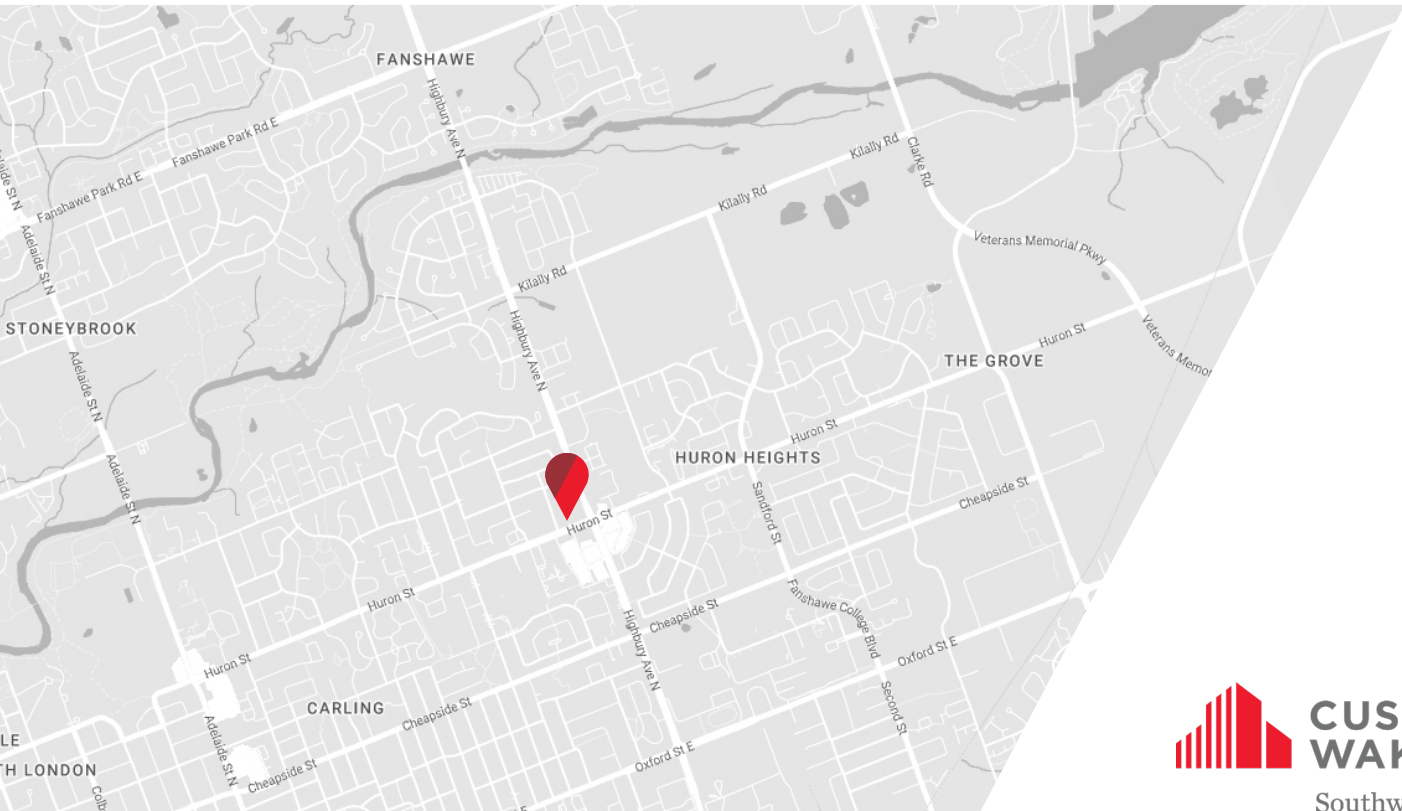 FANSHAWE
Highbury Ave N
Fanshawe Park Rd E
Fanshawe Park Rd E
Kilally Rd
Clarke Rd
Kilally Rd
Adelaide St N
Veterans Memorial Pkwy
Kilally Rd
STONEYBROOK
Highbury Ave N
Huron St
Veterans Memor
Adelaide St N
THE GROVE
Huron St
HURON HEIGHTS
Adelaide St N
Sandford St
Cheapside St
Huron St
Huron St
Fanshawe College Blvd
Cheapside St
Highbury Ave N
Oxford St E
Huron St
Second St
CARLING
Cheapside St
Adelaide St N
LE
TH LONDON
Oxford St E
Cheapside St
Colb
CUS
WAK
Southw